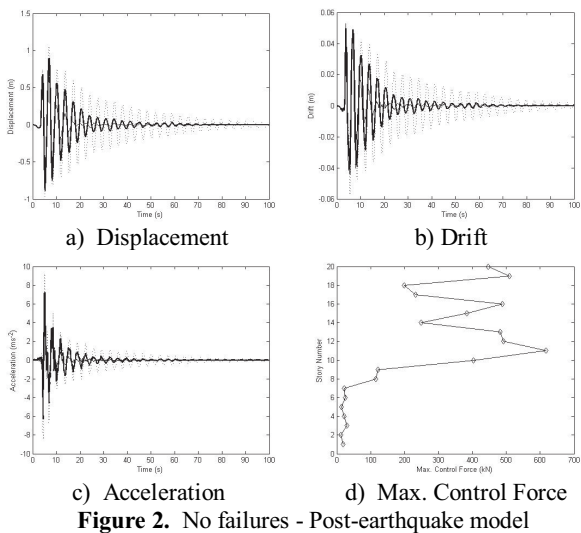 1.5
1
0.5
0
-0.5
-1
Displacement (m)
0 10 20 30 40 50 60 70 80 90 100
Time (s)
a) Displacement
0.06
0.04
0.02
0
-0.02
-0.04
-0.06
Drift (m)
0 10 20 30 40 50 60 70 80 90 100
Time (s)
b) Drift
10
8
6
4
2
0
-2
-4
-6
-8
-10
Acceleration (ms⁻²)
0 10 20 30 40 50 60 70 80 90 100
Time (s)
c) Acceleration
20
18
16
14
12
10
8
6
4
2
0
Story Number
0 100 200 300 400 500 600 700
Max. Control Force (kN)
d) Max. Control Force
Figure 2. No failures - Post-earthquake model